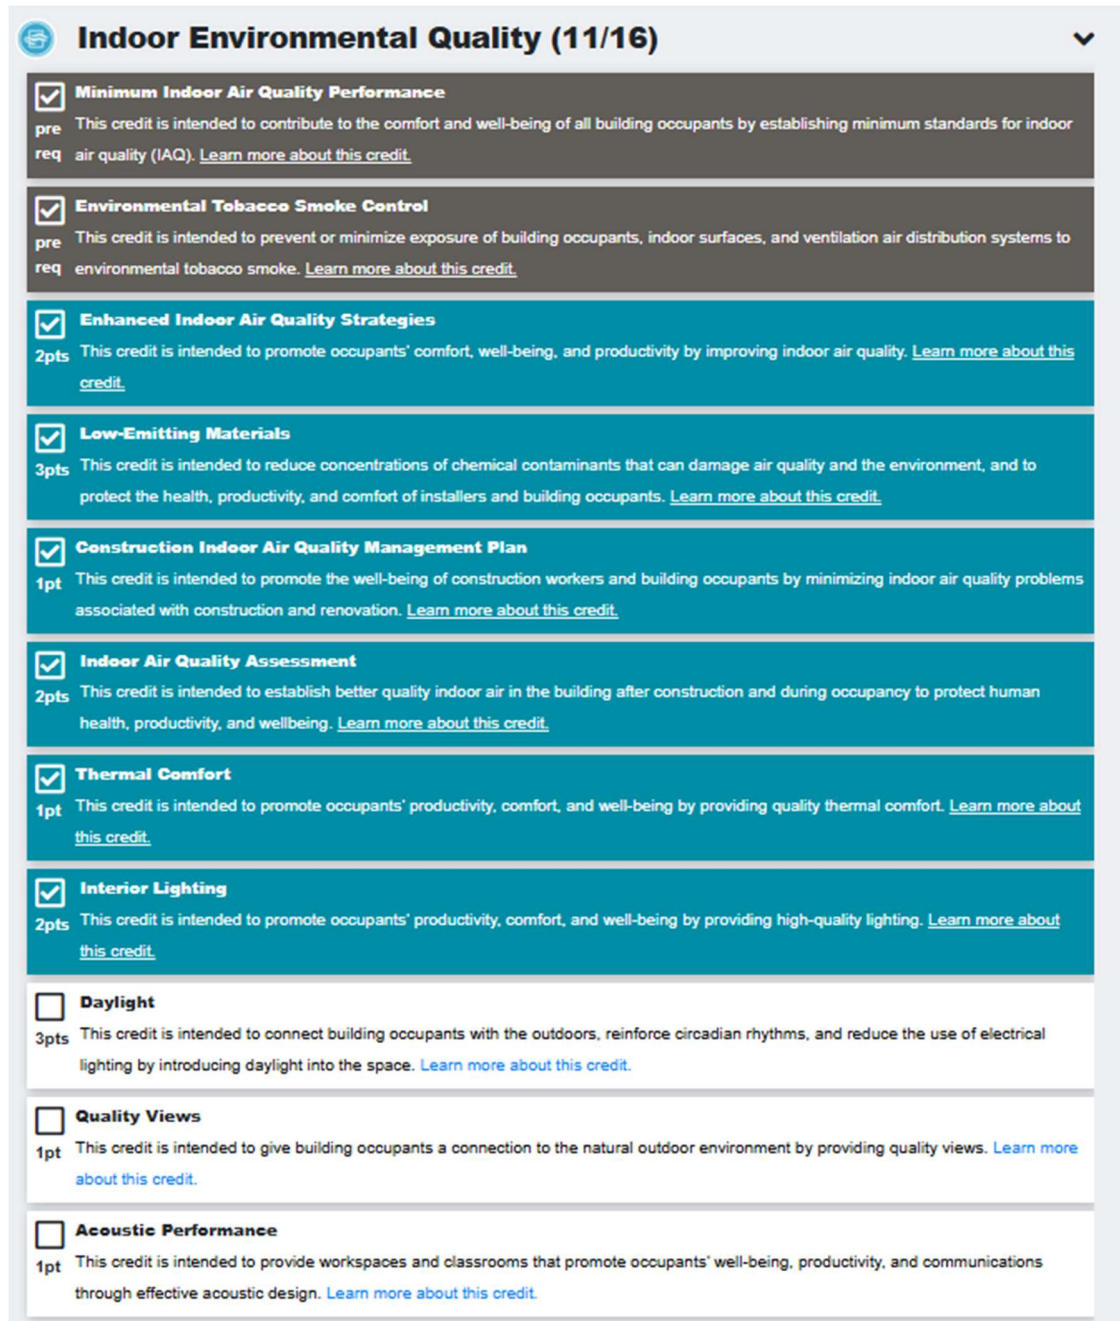 Indoor Environmental Quality (11/16)
Minimum Indoor Air Quality Performance
pre
req
This credit is intended to contribute to the comfort and well-being of all building occupants by establishing minimum standards for indoor
air quality (IAQ). Learn more about this credit.
Environmental Tobacco Smoke Control
pre
req
This credit is intended to prevent or minimize exposure of building occupants, indoor surfaces, and ventilation air distribution systems to
environmental tobacco smoke. Learn more about this credit.
Enhanced Indoor Air Quality Strategies
2pts
This credit is intended to promote occupants' comfort, well-being, and productivity by improving indoor air quality. Learn more about this
credit.
Low-Emitting Materials
3pts
This credit is intended to reduce concentrations of chemical contaminants that can damage air quality and the environment, and to
protect the health, productivity, and comfort of installers and building occupants. Learn more about this credit.
Construction Indoor Air Quality Management Plan
1pt
This credit is intended to promote the well-being of construction workers and building occupants by minimizing indoor air quality problems
associated with construction and renovation. Learn more about this credit.
Indoor Air Quality Assessment
2pts
This credit is intended to establish better quality indoor air in the building after construction and during occupancy to protect human
health, productivity, and wellbeing. Learn more about this credit.
Thermal Comfort
1pt
This credit is intended to promote occupants' productivity, comfort, and well-being by providing quality thermal comfort. Learn more about
this credit.
Interior Lighting
2pts
This credit is intended to promote occupants' productivity, comfort, and well-being by providing high-quality lighting. Learn more about
this credit.
Daylight
3pts
This credit is intended to connect building occupants with the outdoors, reinforce circadian rhythms, and reduce the use of electrical
lighting by introducing daylight into the space. Learn more about this credit.
Quality Views
1pt
This credit is intended to give building occupants a connection to the natural outdoor environment by providing quality views. Learn more
about this credit.
Acoustic Performance
1pt
This credit is intended to provide workspaces and classrooms that promote occupants' well-being, productivity, and communications
through effective acoustic design. Learn more about this credit.